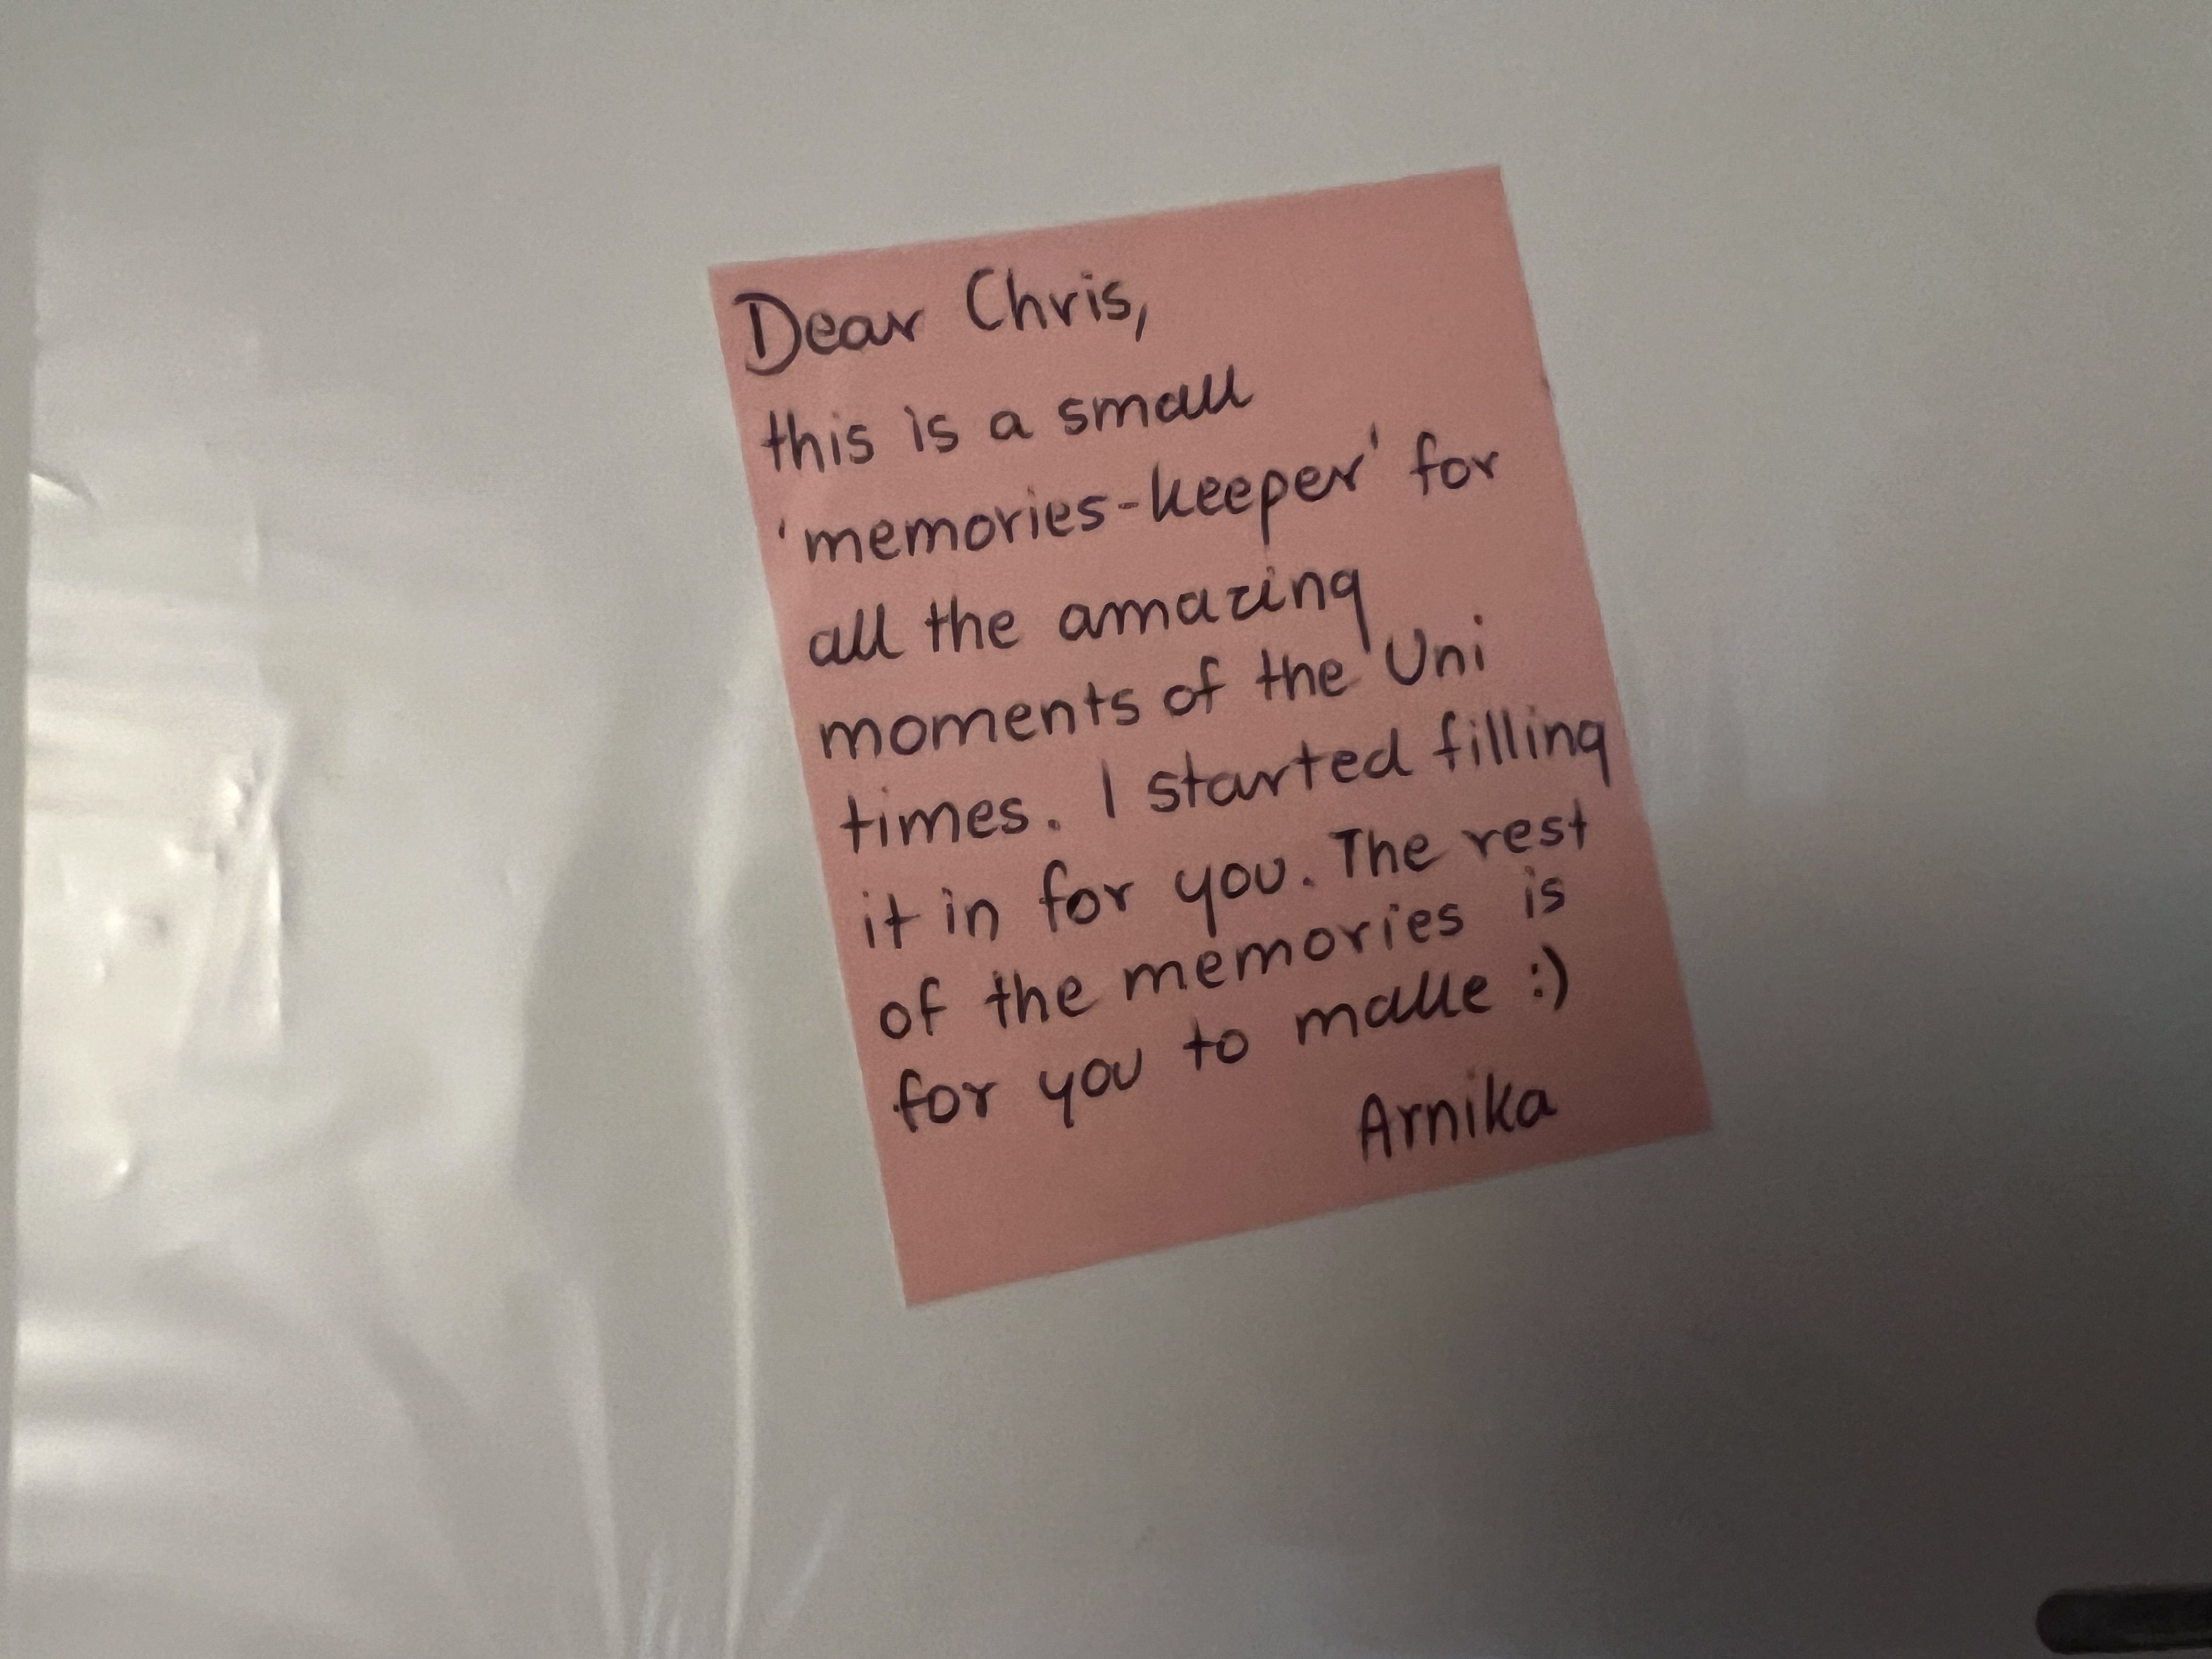 Dear Chris,
this is a small
'memories-keeper' for
all the amazing
moments of the Uni
times. I started filling
it in for you. The rest
of the memories is
for you to make :)
Arnika